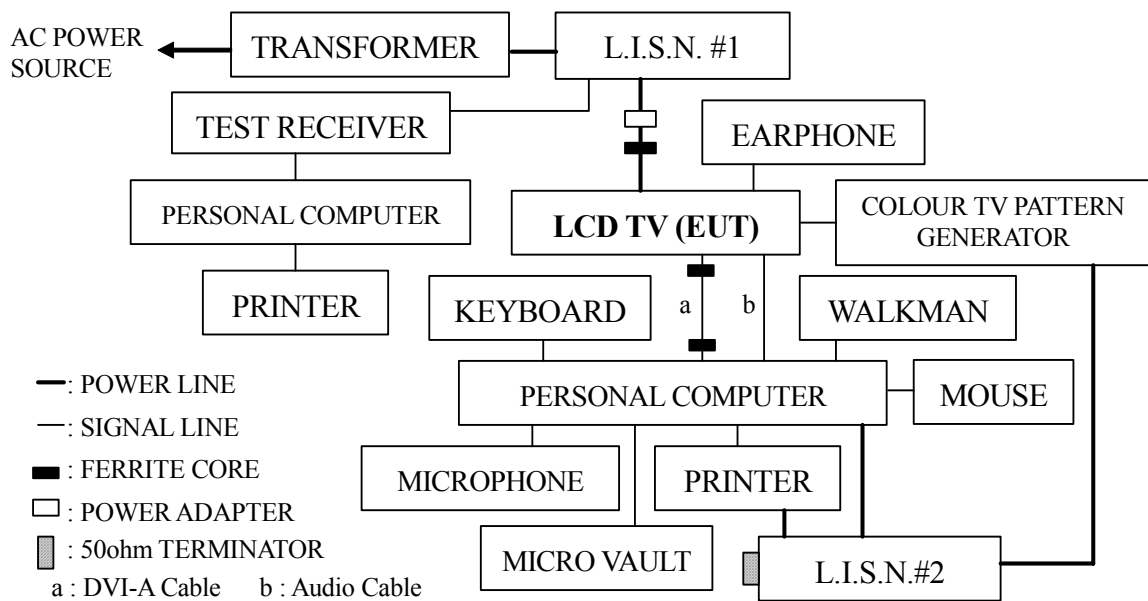 AC POWER
SOURCE
TRANSFORMER
L.I.S.N. #1
TEST RECEIVER
EARPHONE
PERSONAL COMPUTER
LCD TV (EUT)
COLOUR TV PATTERN
GENERATOR
PRINTER
KEYBOARD
a
b
WALKMAN
: POWER LINE
PERSONAL COMPUTER
MOUSE
: SIGNAL LINE
: FERRITE CORE
MICROPHONE
PRINTER
: POWER ADAPTER
: 50ohm TERMINATOR
MICRO VAULT
L.I.S.N.#2
a : DVI-A Cable b : Audio Cable